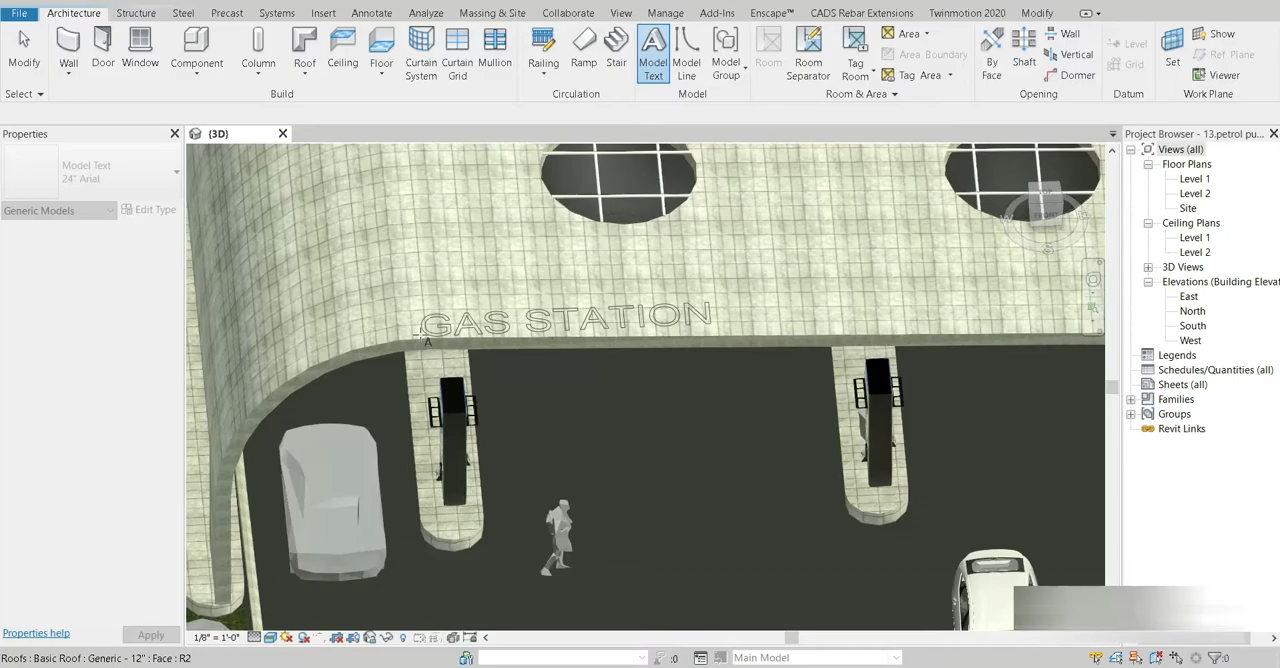 File Architecture Structure Steel Precast Systems Insert Annotate Analyze Massing & Site Collaborate View Manage Add-Ins Enscape™ CADS Rebar Extensions Twinmotion 2020 Modify
Modify Wall Door Window Component Column Roof Ceiling Floor Curtain System Curtain Grid Ramp Stair Model Text Model Line Model Group Room Room Separator Tag Room Area Area Boundary Tag Area By Face Shaft Wall Vertical Dormer Level Grid Set Show Ref Plane Viewer
Select Build Circulation Model Room & Area Opening Datum Work Plane
Properties {3D} Project Browser - 13.petrol pu...
Model Text
24" Arial
Generic Models Edit Type
Views (all)
Floor Plans
Level 1
Level 2
Site
Ceiling Plans
Level 1
Level 2
3D Views
Elevations (Building Eleva
East
North
South
West
Legends
Schedules/Quantities (all)
Sheets (all)
Families
Groups
Revit Links
FRONT
W
S
GAS STATION
A
Properties help Apply
1/8" = 1'-0"
Roofs : Basic Roof : Generic - 12" : Face : R2 :0 Main Model :0